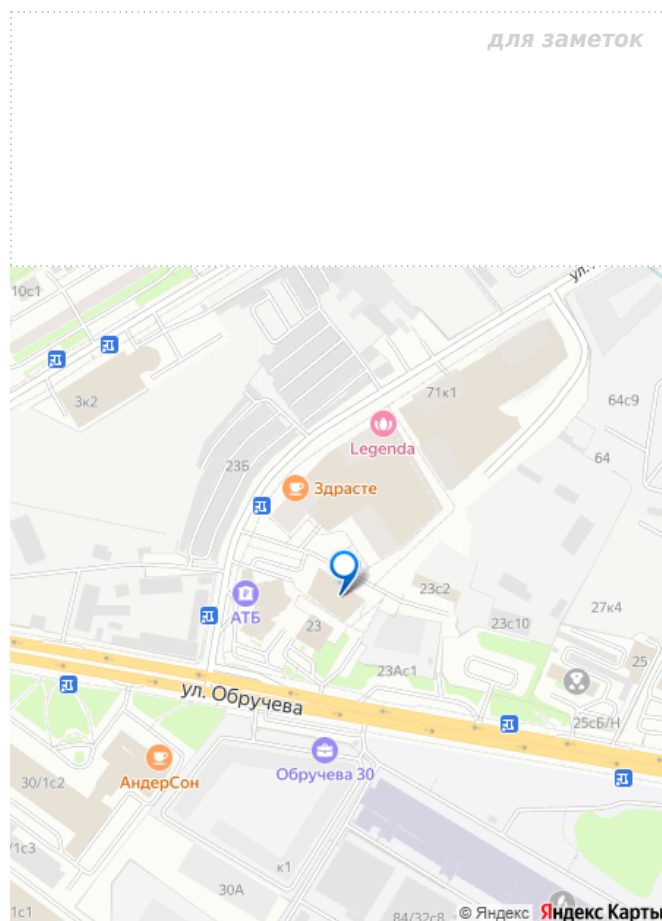 для заметок
ул.
10с1
3к2
71к1
64с9
Legenda
23Б
64
Здрасте
23с2
27к4
АТБ
23
23с10
23Ас1
25
ул. Обручева
25сБ/Н
30/1с2
АндерСон
Обручева 30
/1с3
к1
30А
1с1
84/32с8
© Яндекс Яндекс Карты